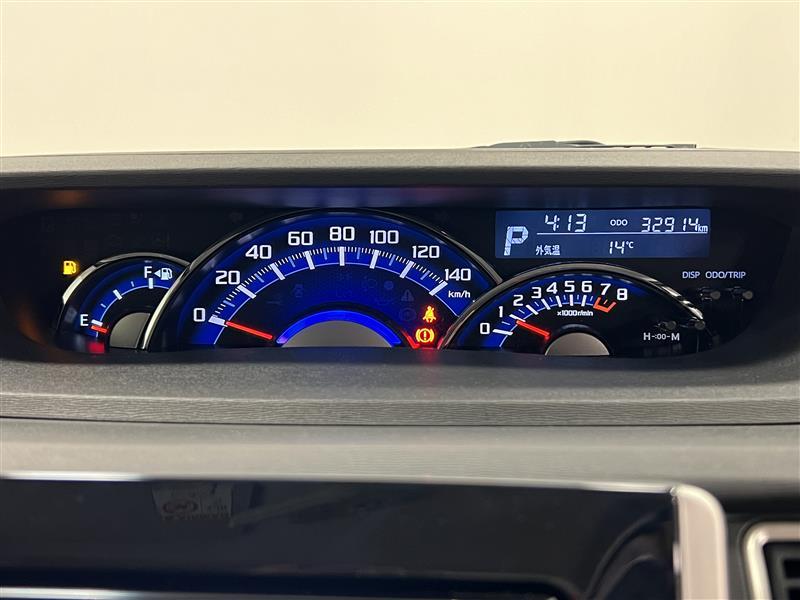 4:13 ODO 32914km
P 外気温 14℃
DISP ODO/TRIP
F
E
0 20 40 60 80 100 120 140
km/h
0 1 2 3 4 5 6 7 8
×1000r/min
H-:00-M